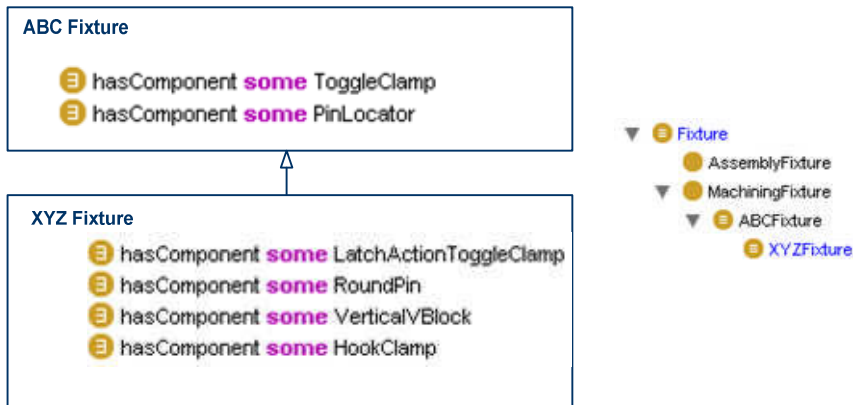 ABC Fixture
hasComponent some ToggleClamp
hasComponent some PinLocator
XYZ Fixture
hasComponent some LatchActionToggleClamp
hasComponent some RoundPin
hasComponent some VerticalVBlock
hasComponent some HookClamp
Fixture
AssemblyFixture
MachiningFixture
ABCFixture
XYZFixture